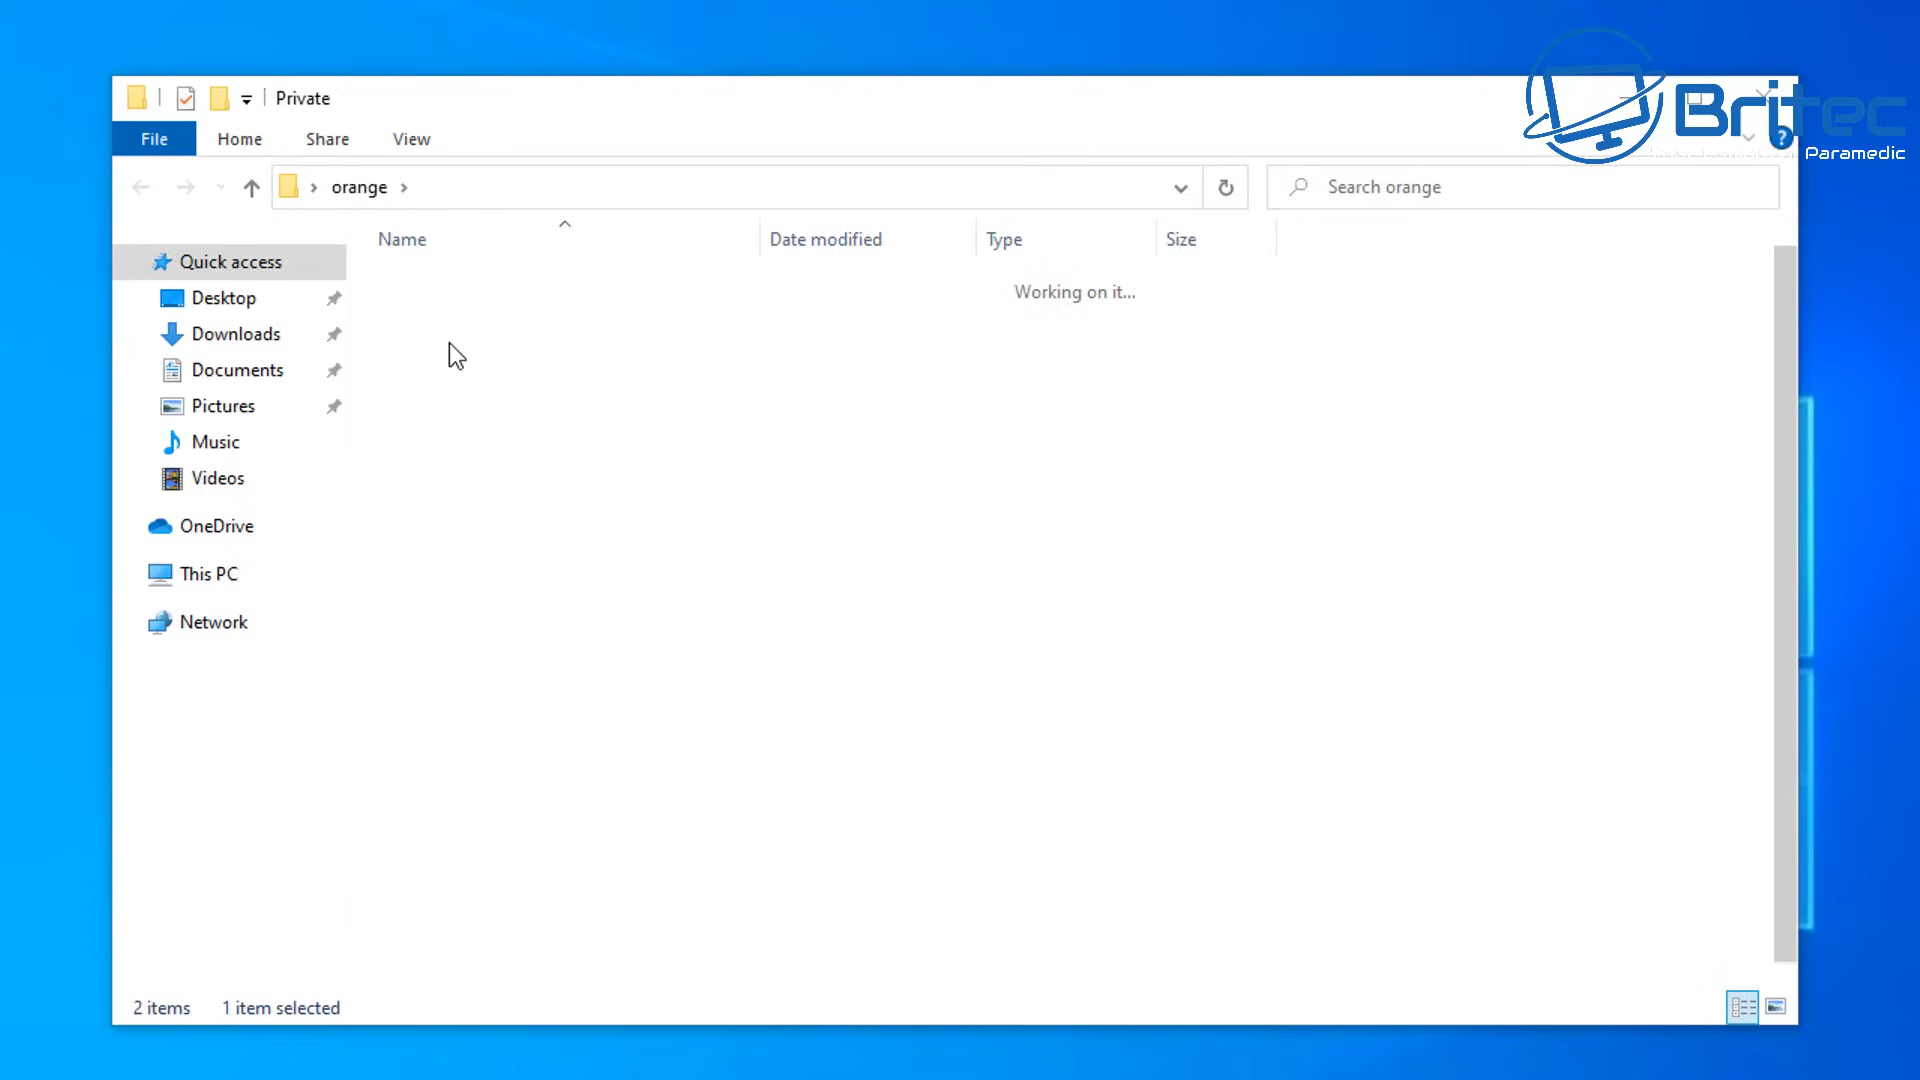 Private
Britec
Paramedic
File Home Share View
orange
Search orange
Name Date modified Type Size
Working on it...
Quick access
Desktop
Downloads
Documents
Pictures
Music
Videos
OneDrive
This PC
Network
2 items 1 item selected